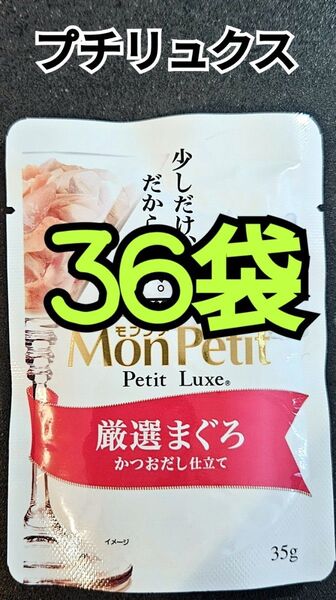 プチリュクス
少しだけ、
だから
36袋
モンプチ
Mon Petit
Petit Luxe®
厳選まぐろ
かつおだし仕立て
イメージ
35g